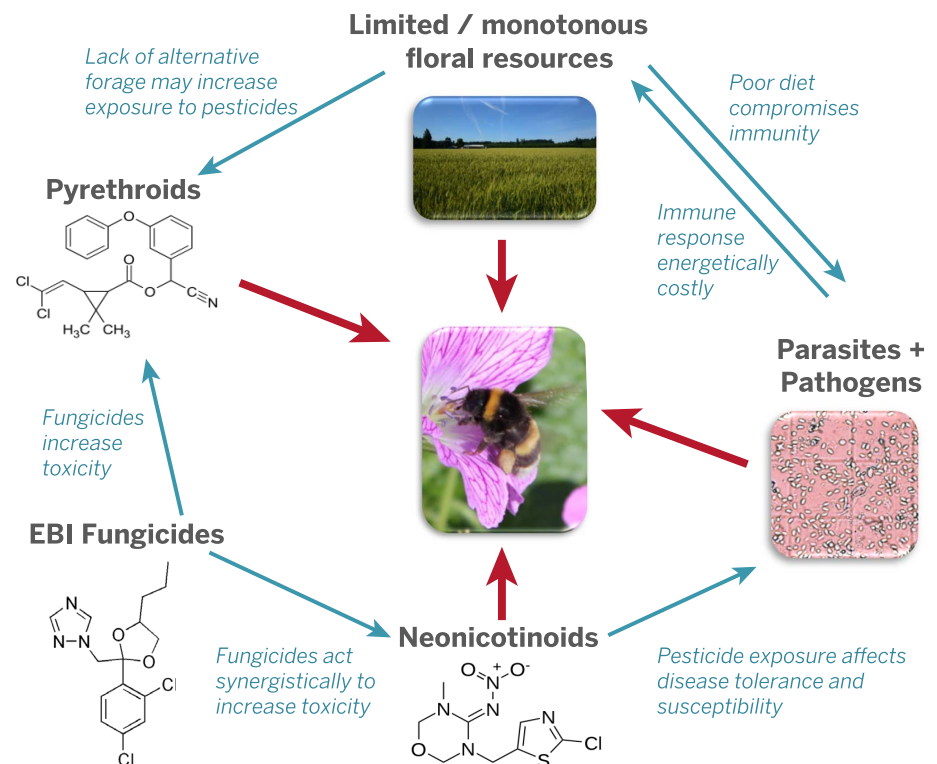 Limited / monotonous
floral resources
Lack of alternative
forage may increase
exposure to pesticides
Poor diet
compromises
immunity
Pyrethroids
O
O
O
C≡N
Cl
Cl
H₃C
CH₃
Immune
response
energetically
costly
Parasites +
Pathogens
Fungicides
increase
toxicity
EBI Fungicides
N
N
N
O
O
Cl
Cl
Fungicides act
synergistically to
increase toxicity
Neonicotinoids
O
N⁺
O⁻
N
N
N
O
N
S
Cl
Pesticide exposure affects
disease tolerance and
susceptibility